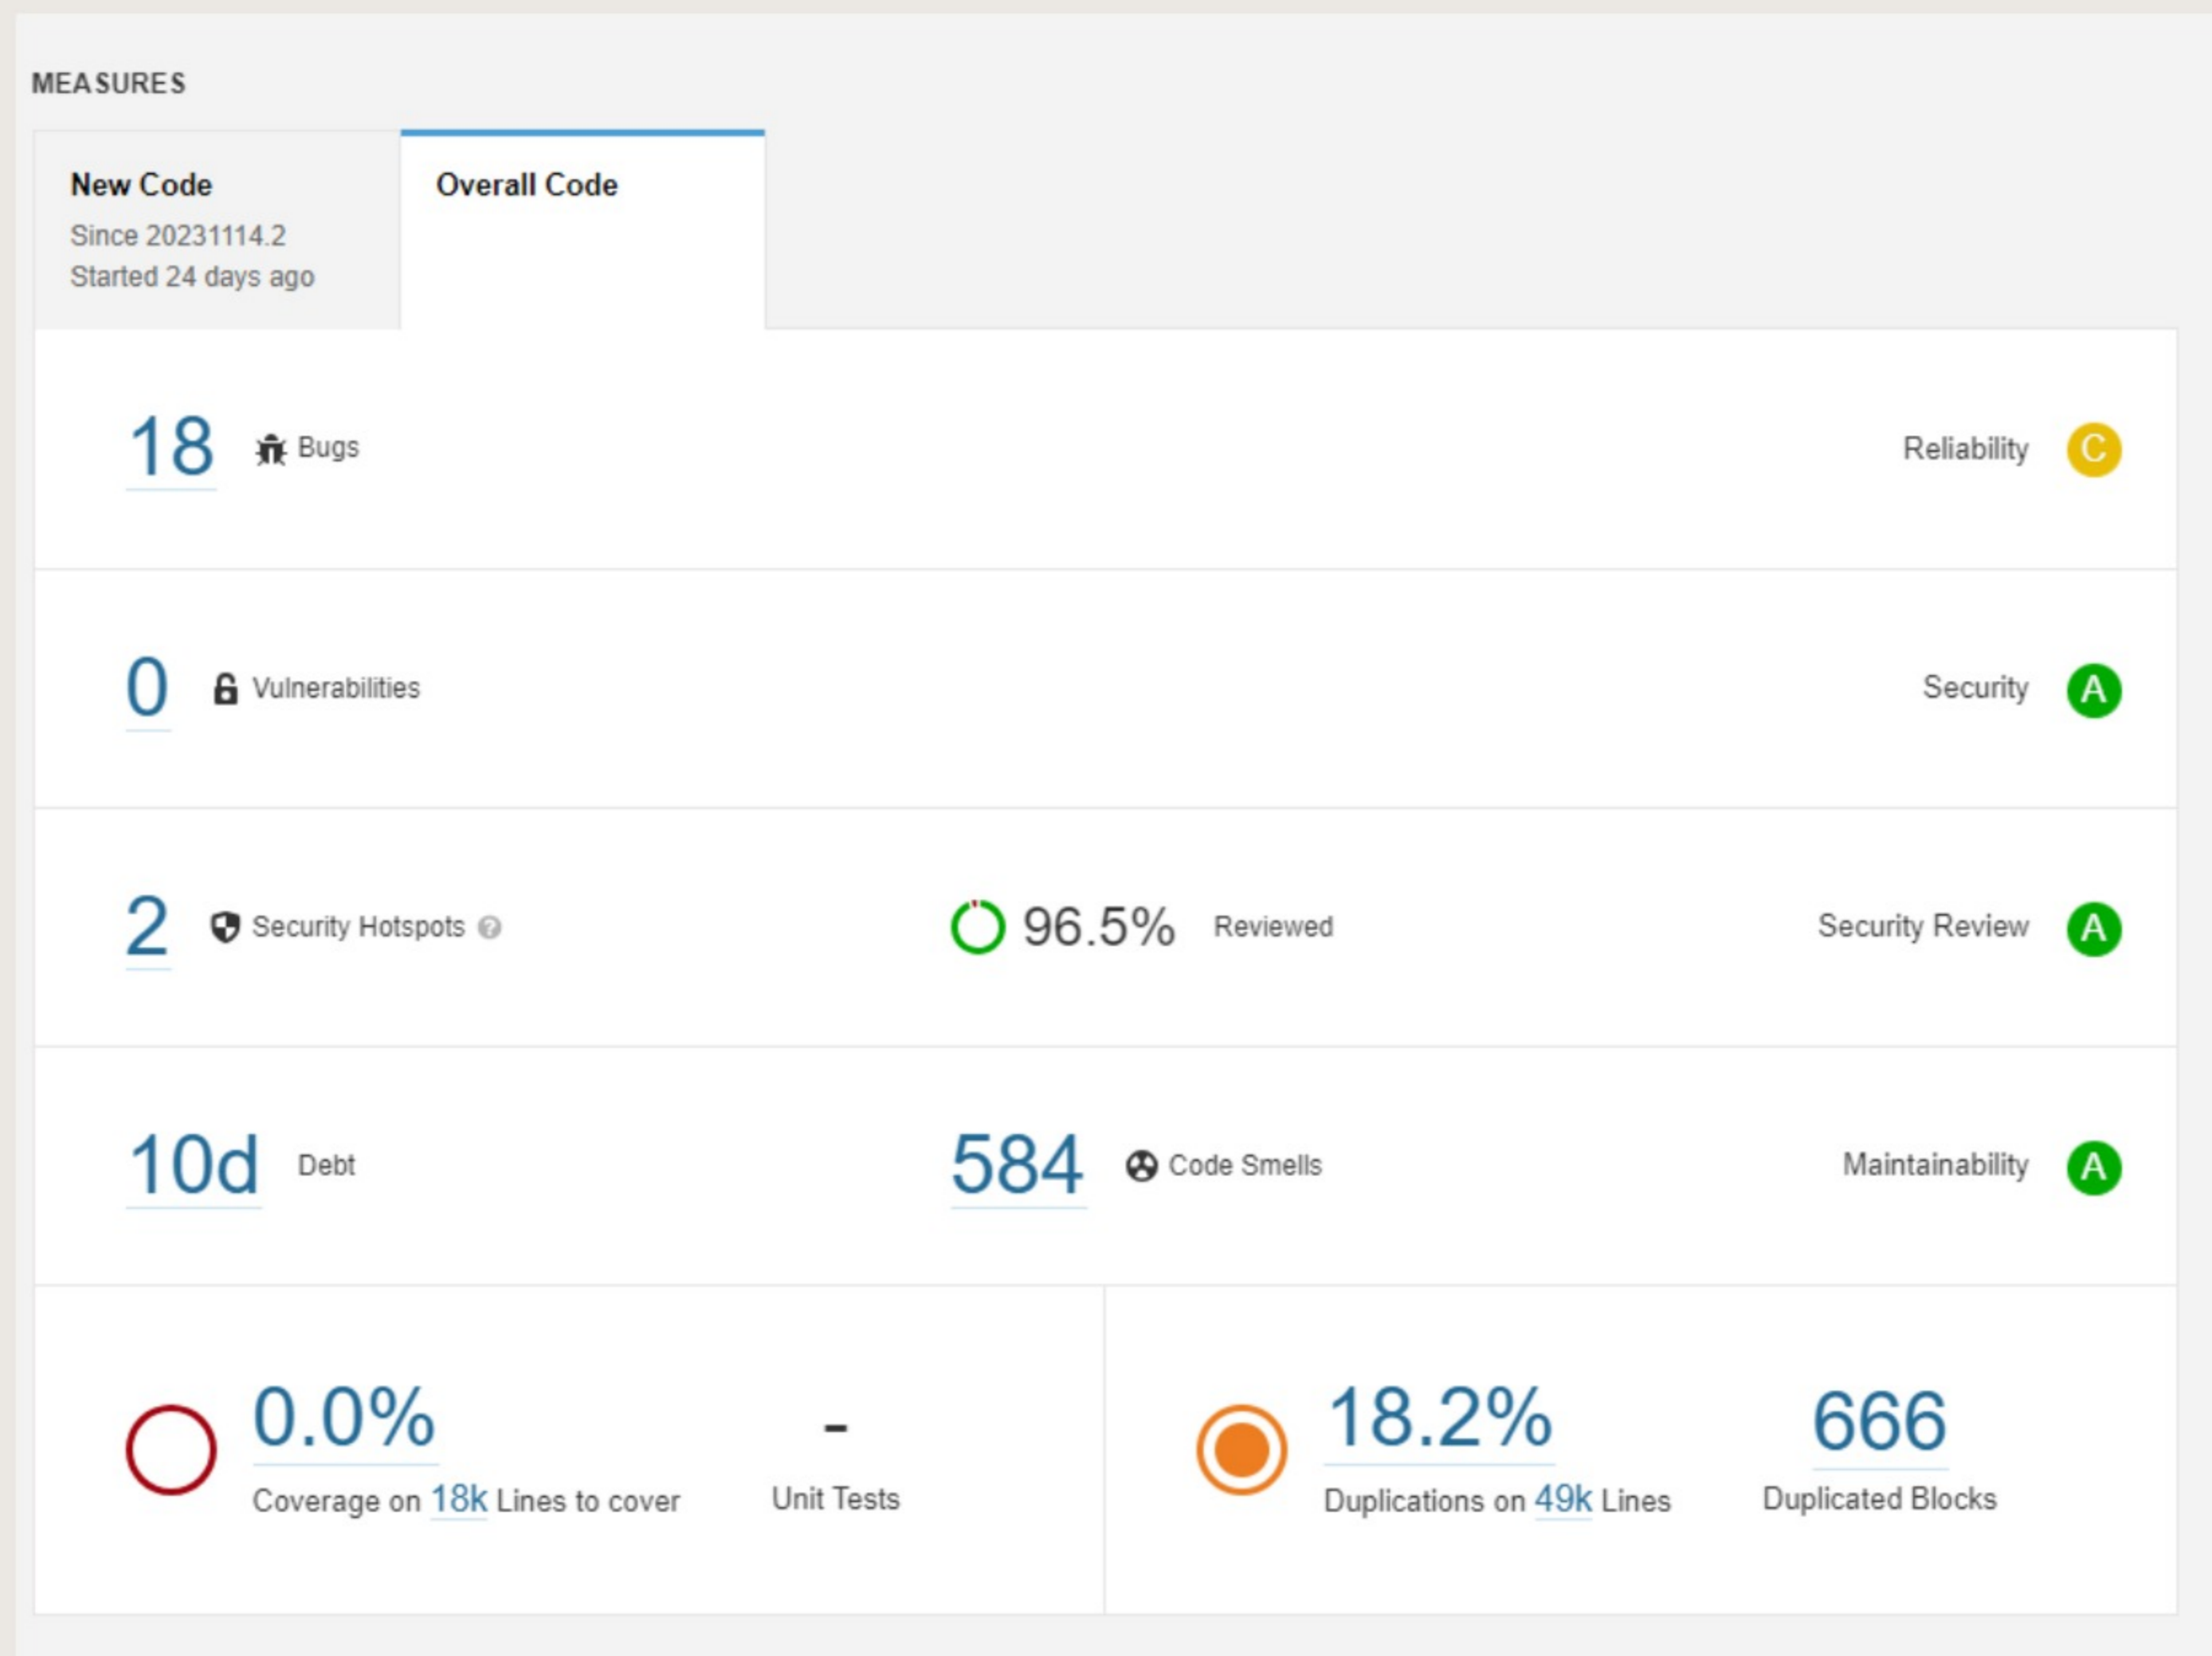 MEASURES
New Code
Since 20231114.2
Started 24 days ago
Overall Code
18 Bugs Reliability C
0 Vulnerabilities Security A
2 Security Hotspots ? 96.5% Reviewed Security Review A
10d Debt 584 Code Smells Maintainability A
0.0%
Coverage on 18k Lines to cover
-
Unit Tests
18.2%
Duplications on 49k Lines
666
Duplicated Blocks